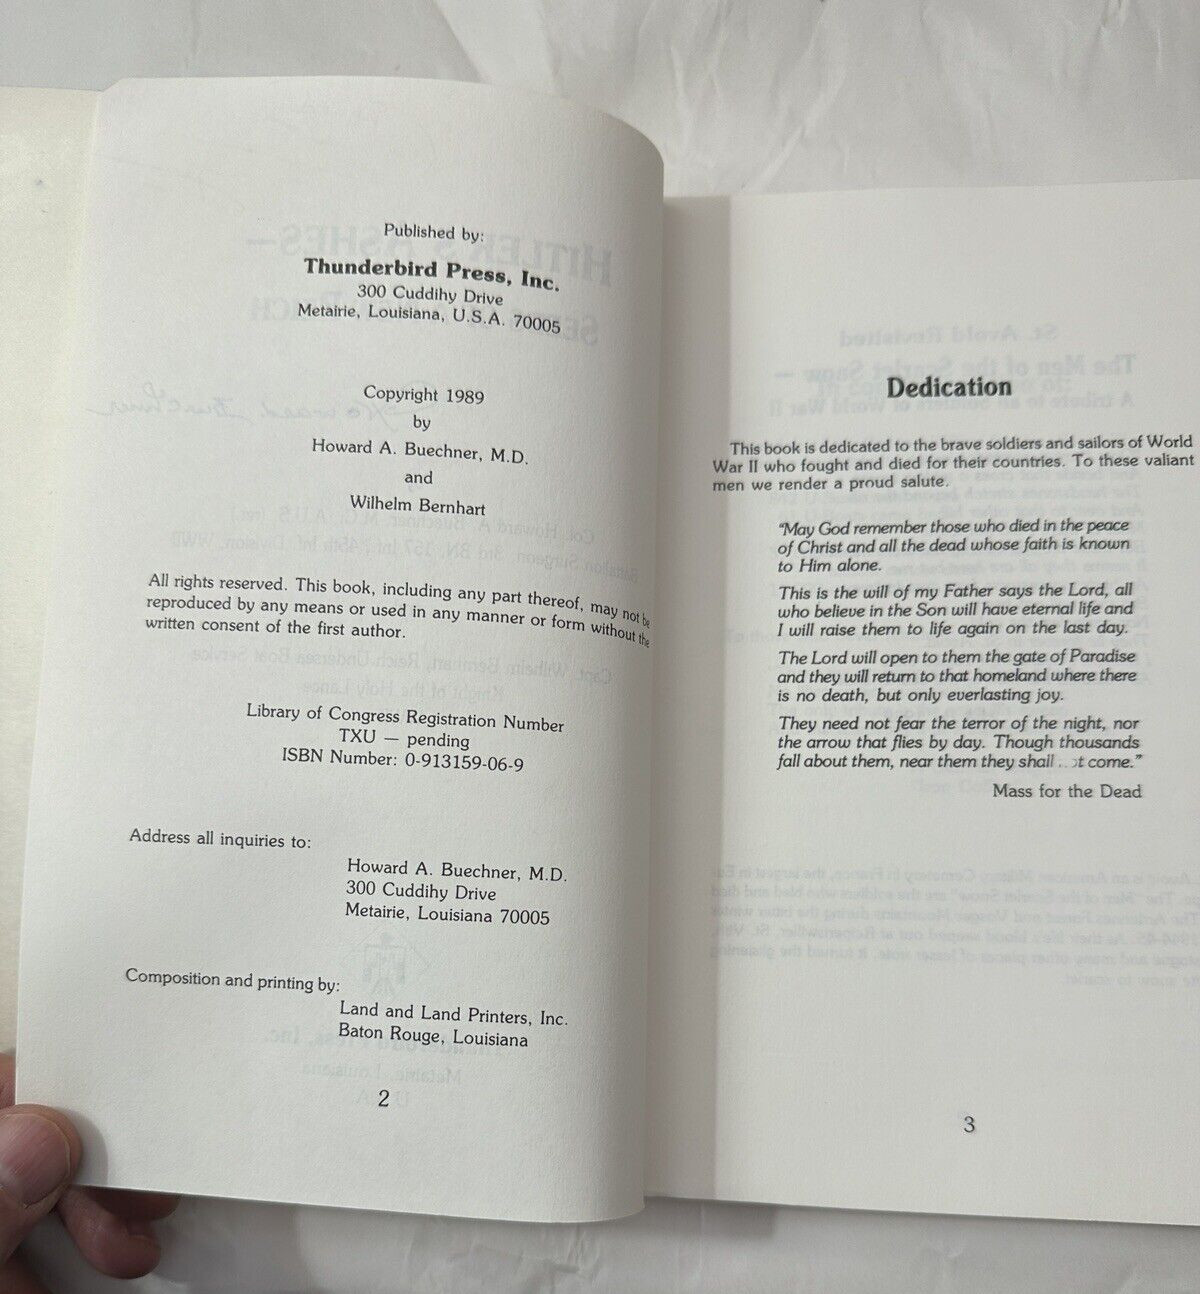 Published by:
Thunderbird Press, Inc.
300 Cuddihy Drive
Metairie, Louisiana, U.S.A. 70005
Copyright 1989
by
Howard A. Buechner, M.D.
and
Wilhelm Bernhart
All rights reserved. This book, including any part thereof, may not be
reproduced by any means or used in any manner or form without the
written consent of the first author.
Library of Congress Registration Number
TXU — pending
ISBN Number: 0-913159-06-9
Address all inquiries to:
Howard A. Buechner, M.D.
300 Cuddihy Drive
Metairie, Louisiana 70005
Composition and printing by:
Land and Land Printers, Inc.
Baton Rouge, Louisiana
2
Dedication
This book is dedicated to the brave soldiers and sailors of World
War II who fought and died for their countries. To these valiant
men we render a proud salute.
"May God remember those who died in the peace
of Christ and all the dead whose faith is known
to Him alone.
This is the will of my Father says the Lord, all
who believe in the Son will have eternal life and
I will raise them to life again on the last day.
The Lord will open to them the gate of Paradise
and they will return to that homeland where there
is no death, but only everlasting joy.
They need not fear the terror of the night, nor
the arrow that flies by day. Though thousands
fall about them, near them they shall come."
Mass for the Dead
3